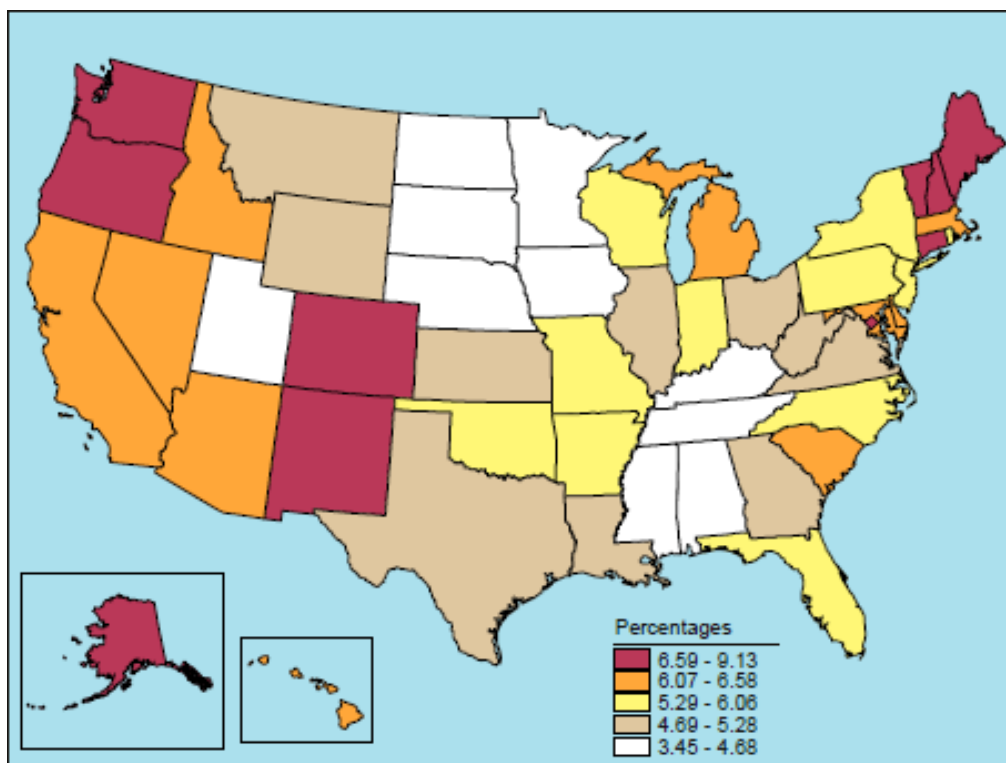 Percentages
6.59 - 9.13
6.07 - 6.58
5.29 - 6.06
4.69 - 5.28
3.45 - 4.68